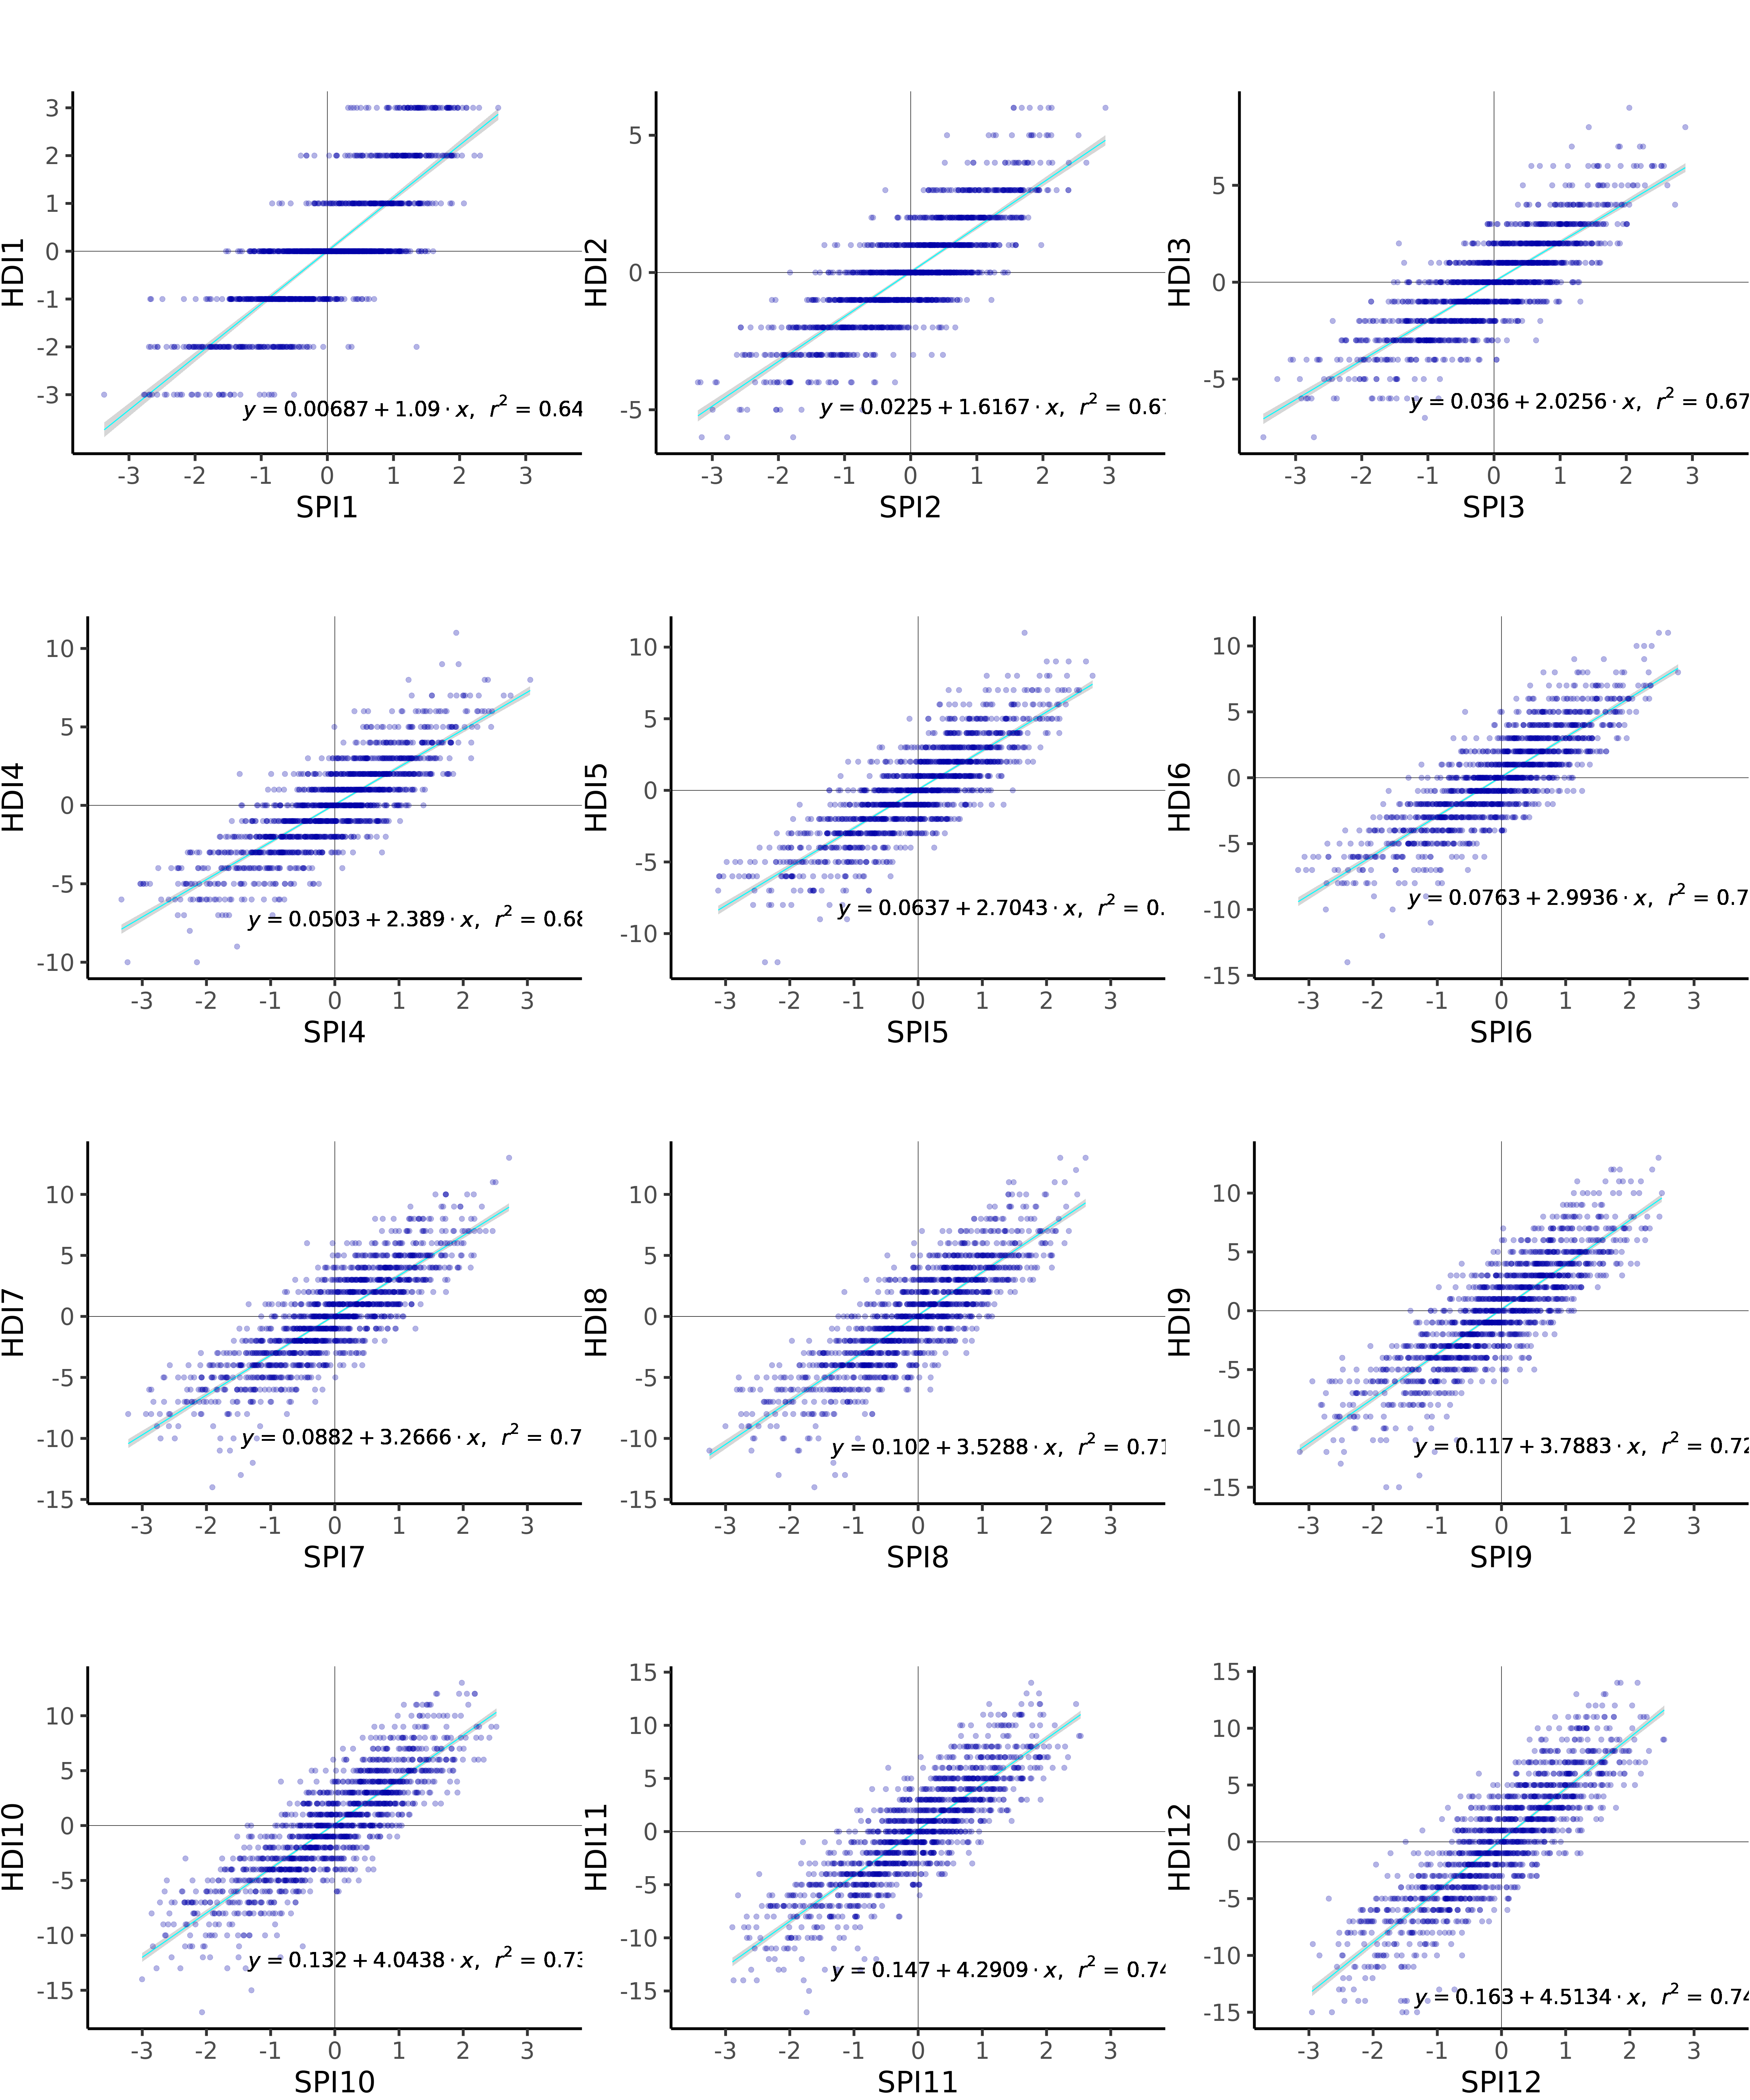 HDI1
3
2
1
0
-1
-2
-3
y = 0.00687 + 1.09 · x, r² = 0.64
-3 -2 -1 0 1 2 3
SPI1
HDI2
5
0
-5
y = 0.0225 + 1.6167 · x, r² = 0.67
-3 -2 -1 0 1 2 3
SPI2
HDI3
5
0
-5
y = 0.036 + 2.0256 · x, r² = 0.67
-3 -2 -1 0 1 2 3
SPI3
HDI4
10
5
0
-5
-10
y = 0.0503 + 2.389 · x, r² = 0.68
-3 -2 -1 0 1 2 3
SPI4
HDI5
10
5
0
-5
-10
y = 0.0637 + 2.7043 · x, r² = 0.
-3 -2 -1 0 1 2 3
SPI5
HDI6
10
5
0
-5
-10
-15
y = 0.0763 + 2.9936 · x, r² = 0.7
-3 -2 -1 0 1 2 3
SPI6
HDI7
10
5
0
-5
-10
-15
y = 0.0882 + 3.2666 · x, r² = 0.7
-3 -2 -1 0 1 2 3
SPI7
HDI8
10
5
0
-5
-10
-15
y = 0.102 + 3.5288 · x, r² = 0.71
-3 -2 -1 0 1 2 3
SPI8
HDI9
10
5
0
-5
-10
-15
y = 0.117 + 3.7883 · x, r² = 0.72
-3 -2 -1 0 1 2 3
SPI9
HDI10
10
5
0
-5
-10
-15
y = 0.132 + 4.0438 · x, r² = 0.73
-3 -2 -1 0 1 2 3
SPI10
HDI11
15
10
5
0
-5
-10
-15
y = 0.147 + 4.2909 · x, r² = 0.74
-3 -2 -1 0 1 2 3
SPI11
HDI12
15
10
5
0
-5
-10
-15
y = 0.163 + 4.5134 · x, r² = 0.74
-3 -2 -1 0 1 2 3
SPI12